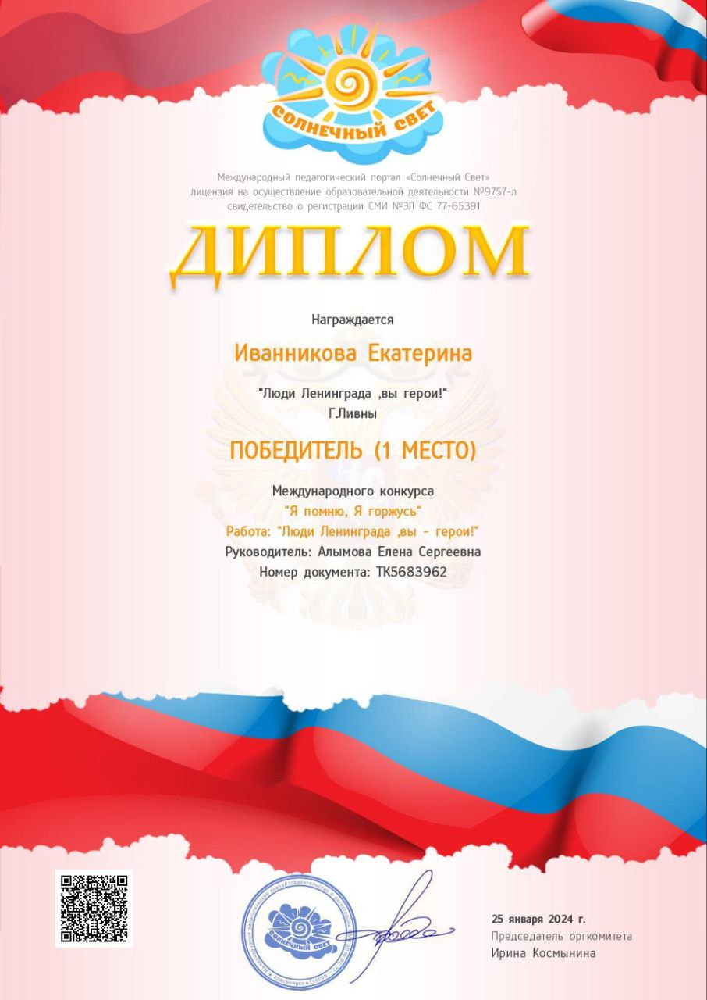 СОЛНЕЧНЫЙ СВЕТ
Международный педагогический портал «Солнечный Свет»
лицензия на осуществление образовательной деятельности №9757-л
свидетельство о регистрации СМИ №ЭЛ ФС 77-65391
ДИПЛОМ
Награждается
Иванникова Екатерина
"Люди Ленинграда ,вы герои!"
Г.Ливны
ПОБЕДИТЕЛЬ (1 МЕСТО)
Международного конкурса
"Я помню, Я горжусь"
Работа: "Люди Ленинграда ,вы - герои!"
Руководитель: Алымова Елена Сергеевна
Номер документа: ТК5683962
СОЛНЕЧНЫЙ СВЕТ
25 января 2024 г.
Председатель оргкомитета
Ирина Космынина